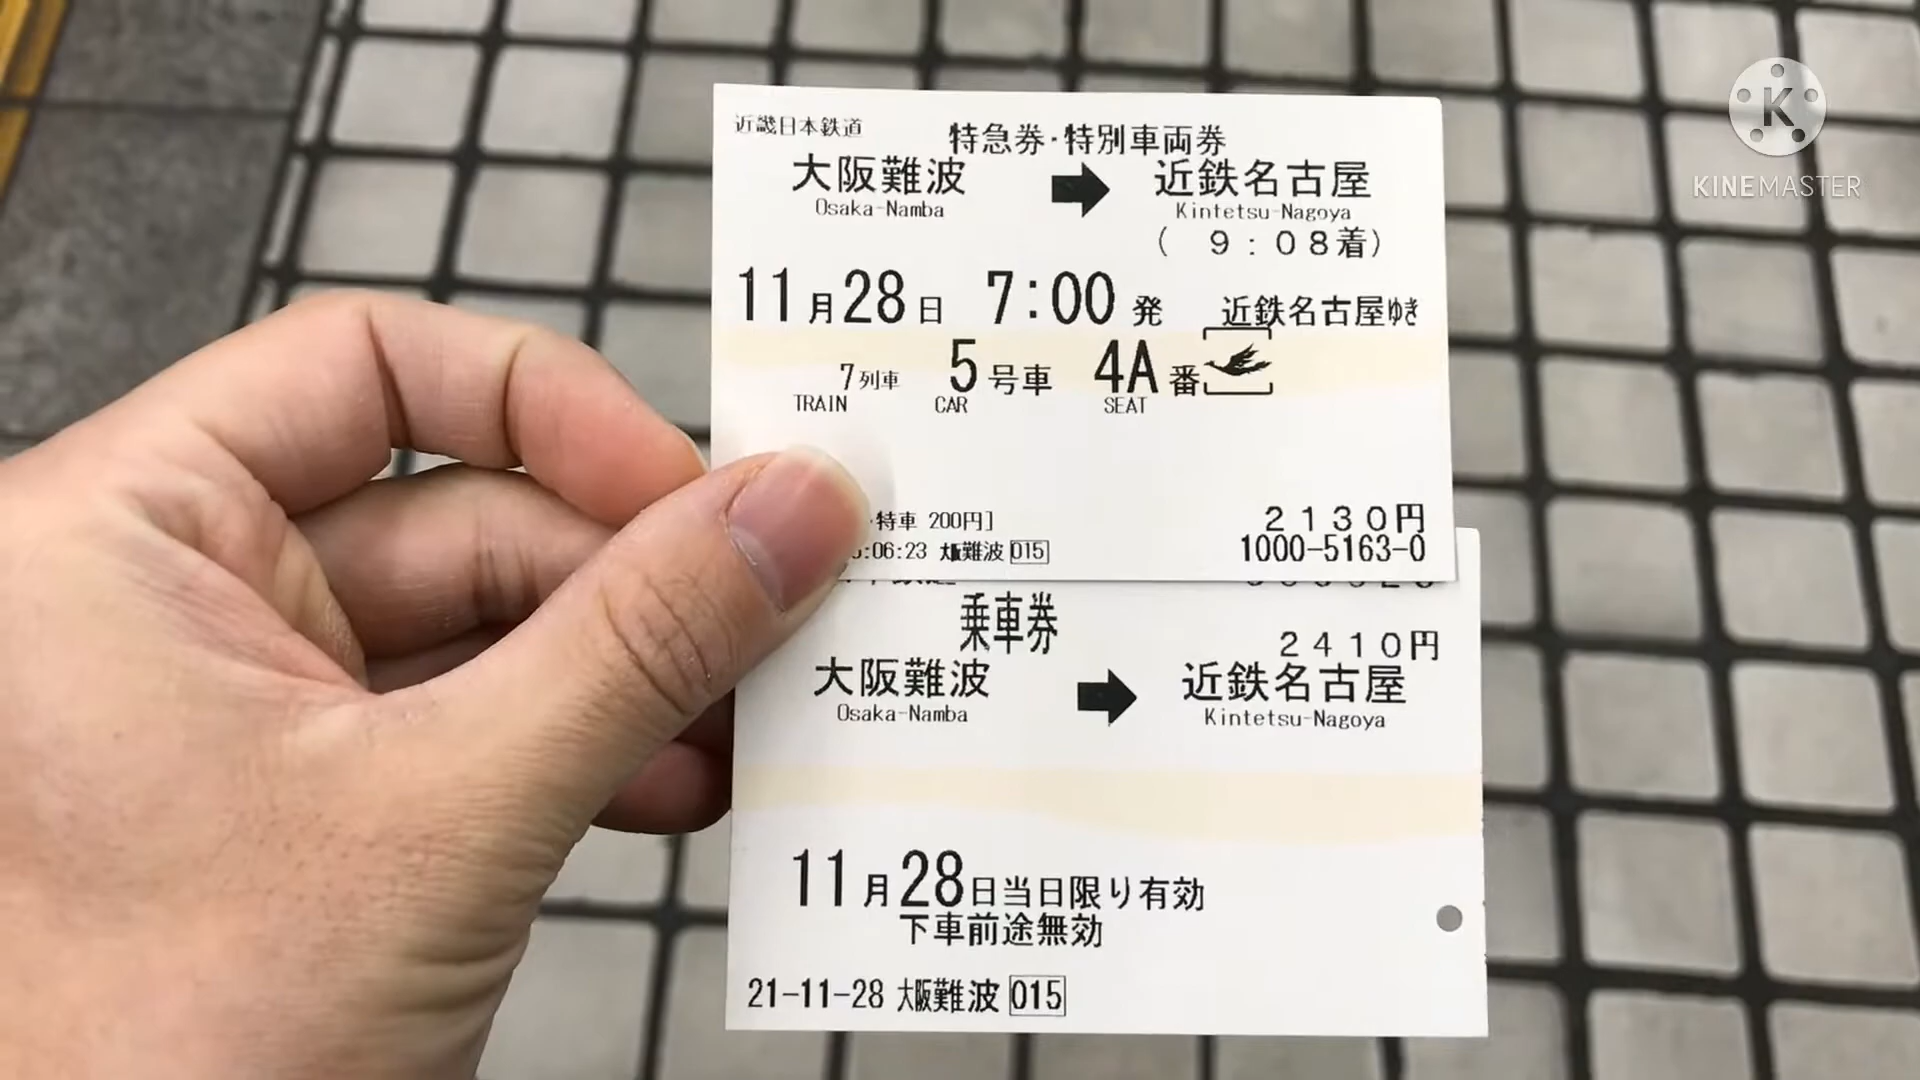 近畿日本鉄道
特急券・特別車両券
大阪難波 ➡ 近鉄名古屋
Osaka-Namba Kintetsu-Nagoya
( 9:08着)
11月28日 7:00発 近鉄名古屋ゆき
7列車 5号車 4A番
TRAIN CAR SEAT
・特車 200円]
2130円
:06:23 大阪難波 015
1000-5163-0
乗車券
2410円
大阪難波 ➡ 近鉄名古屋
Osaka-Namba Kintetsu-Nagoya
11月28日当日限り有効
下車前途無効
21-11-28 大阪難波 015
K
KINEMASTER